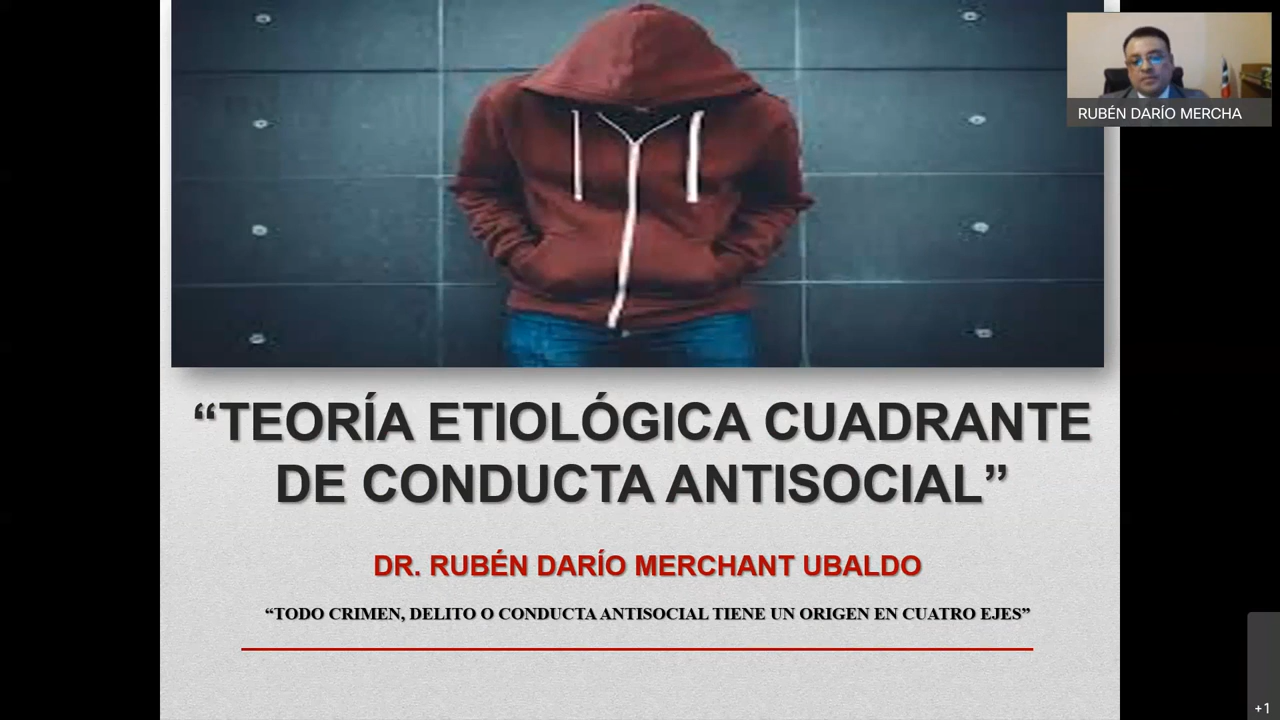 RUBÉN DARÍO MERCHA
“TEORÍA ETIOLÓGICA CUADRANTE
DE CONDUCTA ANTISOCIAL”
DR. RUBÉN DARÍO MERCHANT UBALDO
“TODO CRIMEN, DELITO O CONDUCTA ANTISOCIAL TIENE UN ORIGEN EN CUATRO EJES”
+1